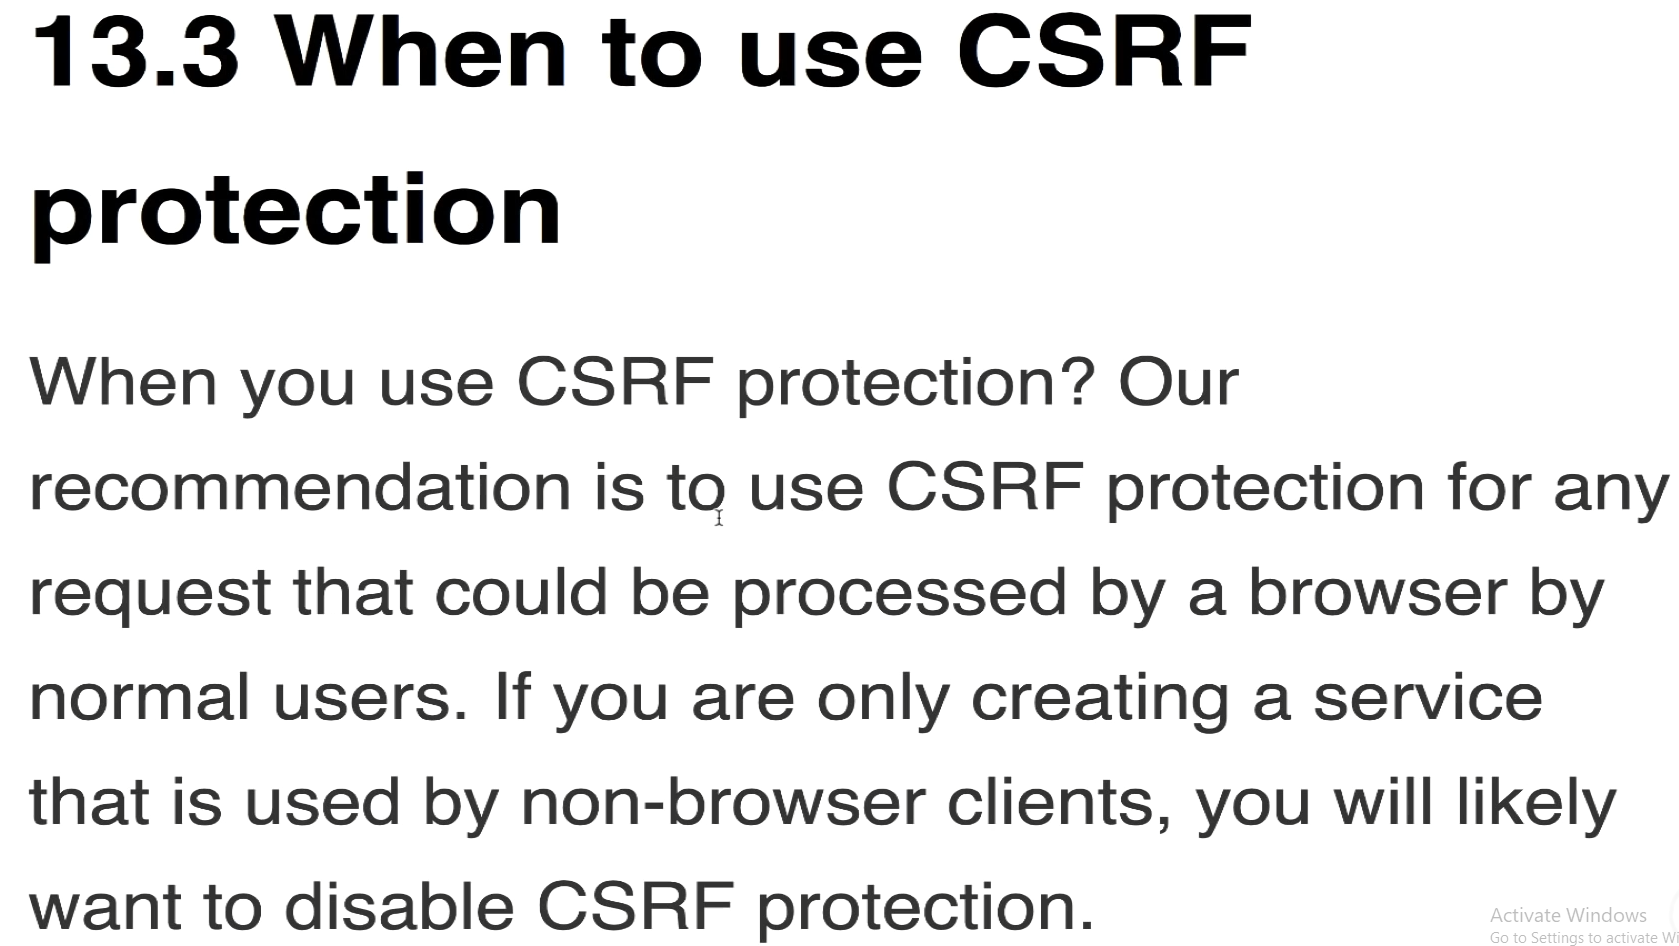 13.3 When to use CSRF
protection
When you use CSRF protection? Our
recommendation is to use CSRF protection for any
request that could be processed by a browser by
normal users. If you are only creating a service
that is used by non-browser clients, you will likely
want to disable CSRF protection.
Activate Windows
Go to Settings to activate Wi